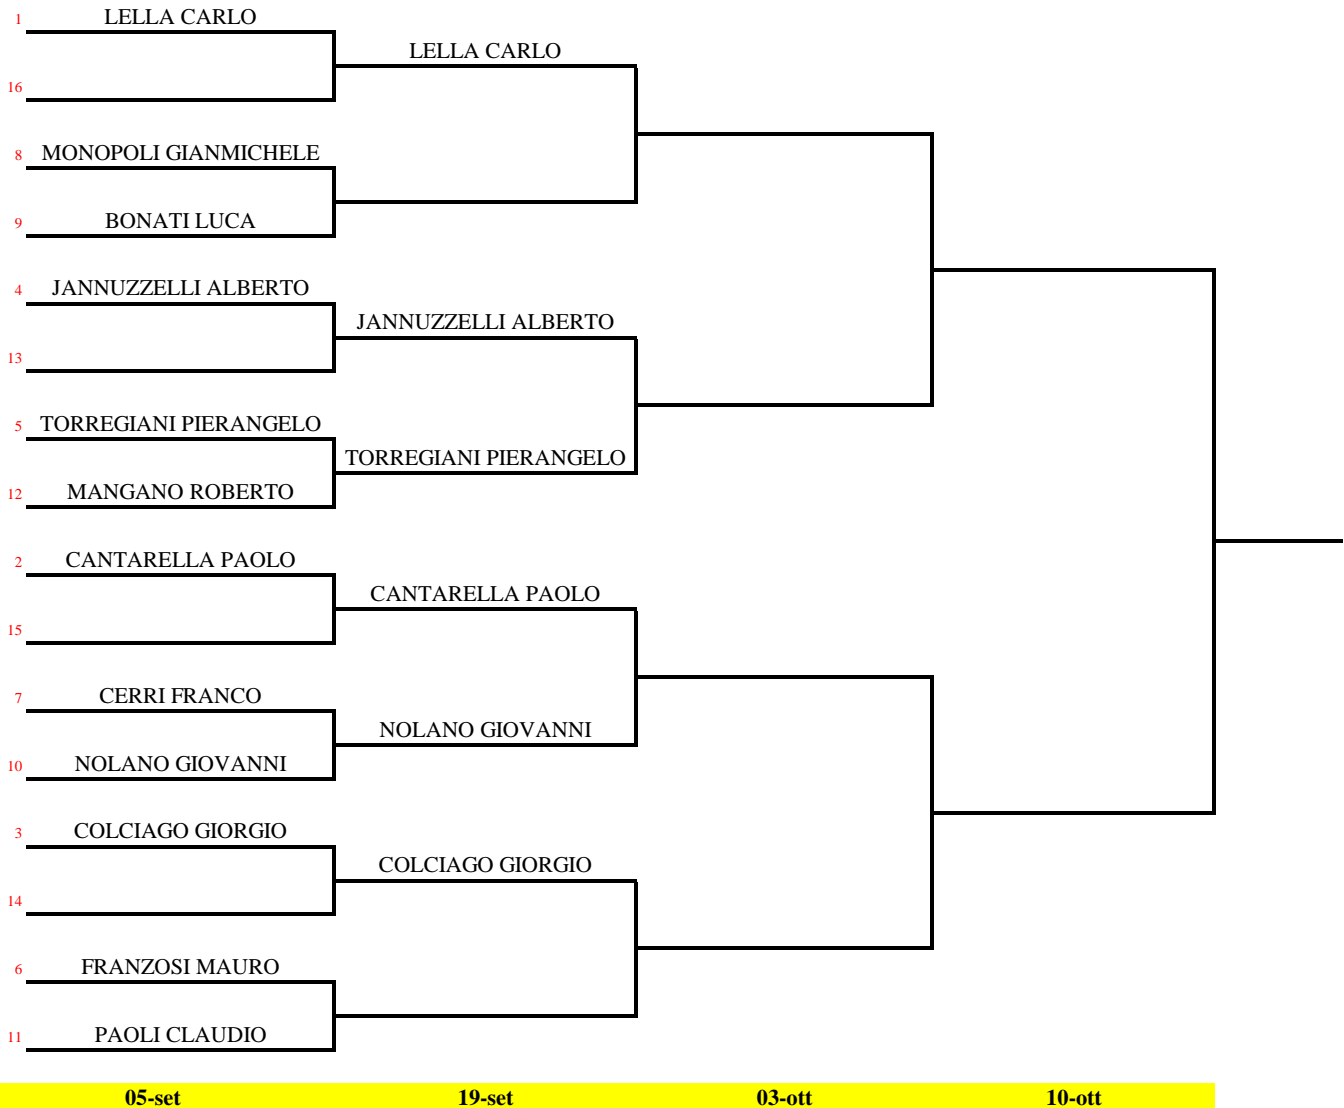 1 LELLA CARLO
LELLA CARLO
16
8 MONOPOLI GIANMICHELE
9 BONATI LUCA
4 JANNUZZELLI ALBERTO
JANNUZZELLI ALBERTO
13
5 TORREGIANI PIERANGELO
TORREGIANI PIERANGELO
12 MANGANO ROBERTO
2 CANTARELLA PAOLO
CANTARELLA PAOLO
15
7 CERRI FRANCO
NOLANO GIOVANNI
10 NOLANO GIOVANNI
3 COLCIAGO GIORGIO
COLCIAGO GIORGIO
14
6 FRANZOSI MAURO
11 PAOLI CLAUDIO
05-set 19-set 03-ott 10-ott